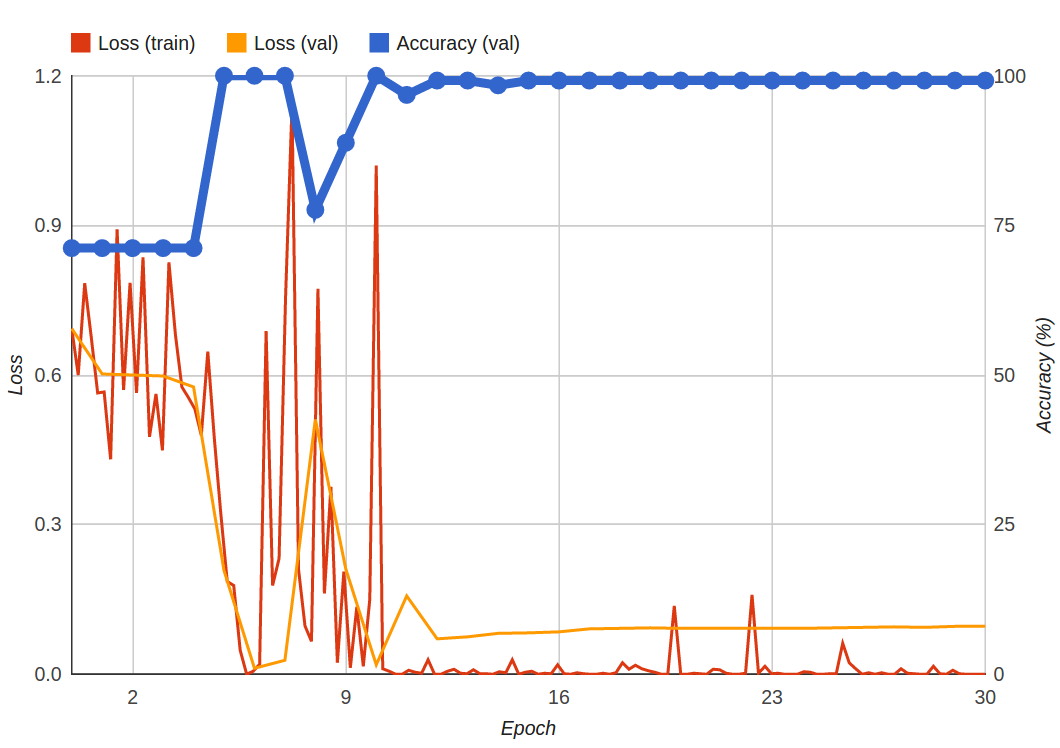 Loss (train) Loss (val) Accuracy (val)
1.2 100
0.9 75
0.6 50
Loss
Accuracy (%)
0.3 25
0.0 0
2 9 16 23 30
Epoch